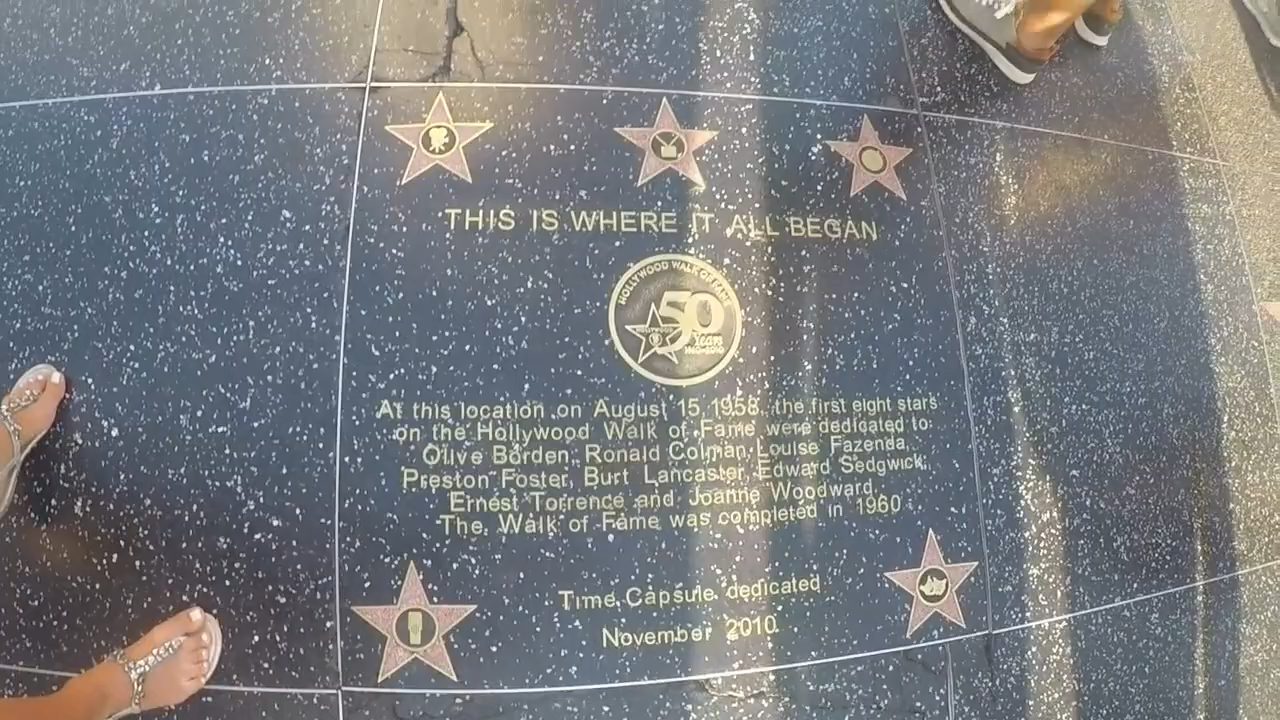 THIS IS WHERE IT ALL BEGAN
HOLLYWOOD WALK OF FAME
50
HOLLYWOOD
Years
1960-2010
At this location on August 15, 1958, the first eight stars
on the Hollywood Walk of Fame were dedicated to:
Olive Borden, Ronald Colman, Louise Fazenda,
Preston Foster, Burt Lancaster, Edward Sedgwick,
Ernest Torrence and Joanne Woodward.
The Walk of Fame was completed in 1960
Time Capsule dedicated
November 2010